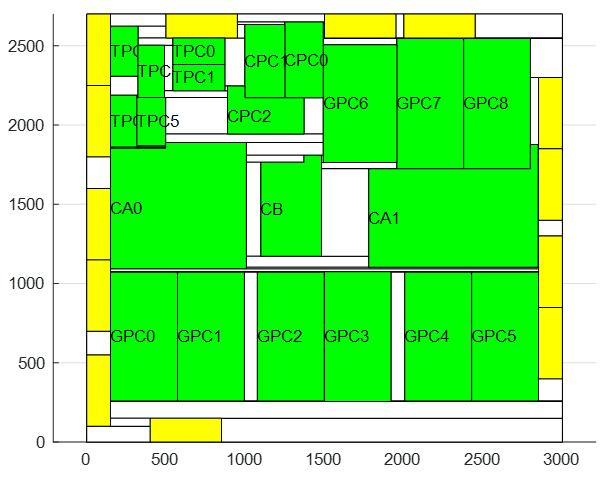 2500
2000
1500
1000
500
0
TPC
TPC
TPC0
TPC1
CPC1
CPC0
TPC5
CPC2
GPC6
GPC7
GPC8
CA0
CB
CA1
GPC0
GPC1
GPC2
GPC3
GPC4
GPC5
0
500
1000
1500
2000
2500
3000